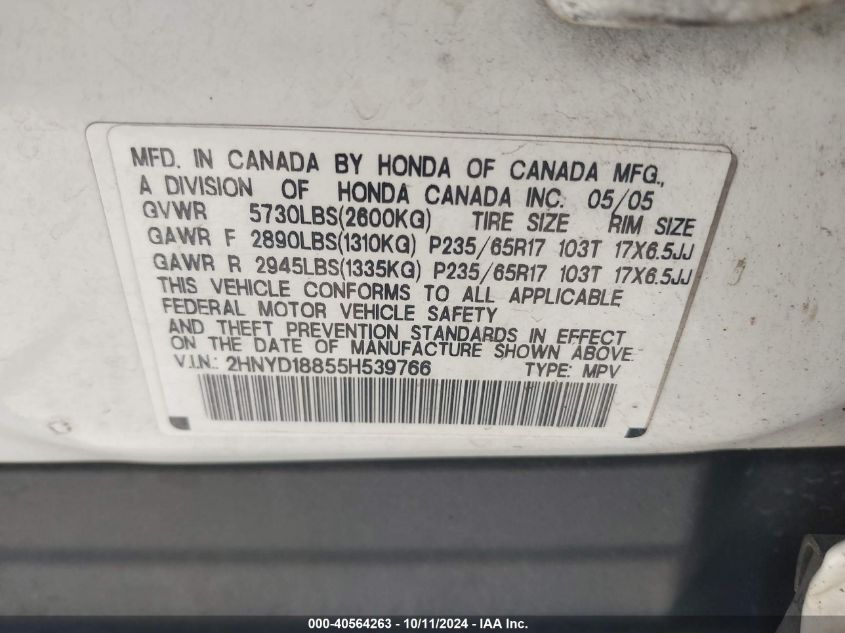 MFD. IN CANADA BY HONDA OF CANADA MFG.,
A DIVISION OF HONDA CANADA INC. 05/05
GVWR 5730LBS(2600KG) TIRE SIZE RIM SIZE
GAWR F 2890LBS(1310KG) P235/65R17 103T 17X6.5JJ
GAWR R 2945LBS(1335KG) P235/65R17 103T 17X6.5JJ
THIS VEHICLE CONFORMS TO ALL APPLICABLE
FEDERAL MOTOR VEHICLE SAFETY
AND THEFT PREVENTION STANDARDS IN EFFECT
ON THE DATE OF MANUFACTURE SHOWN ABOVE.
V.I.N.: 2HNYD18855H539766 TYPE: MPV
000-40564263 - 10/11/2024 - IAA Inc.